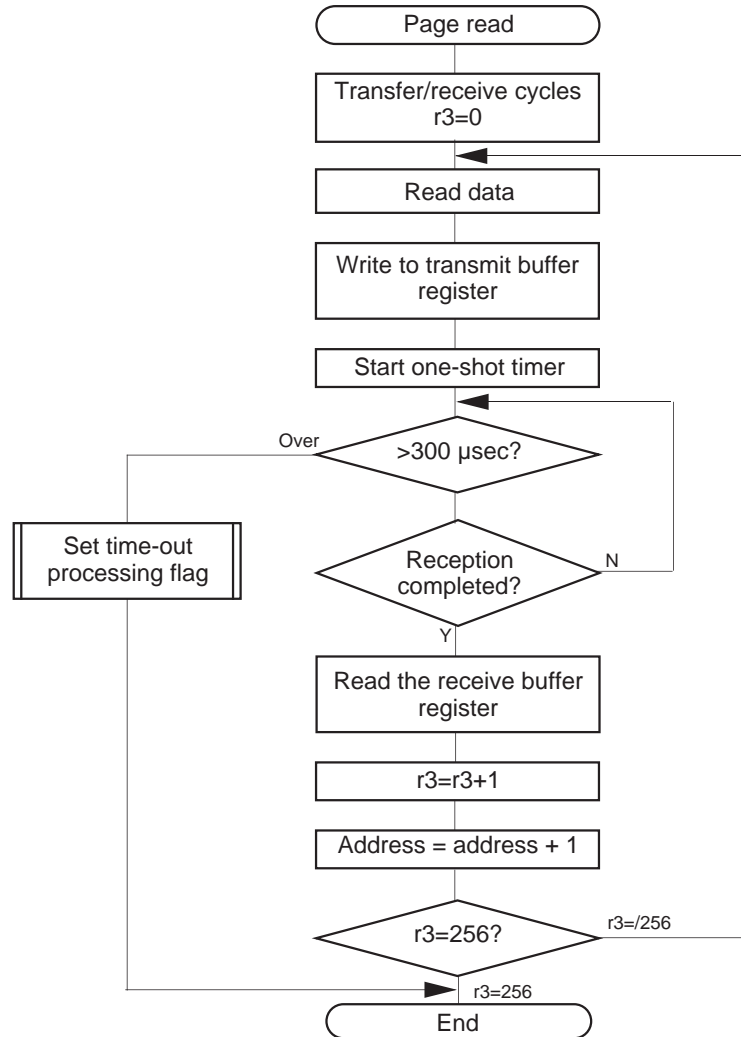 Page read
Transfer/receive cycles
r3=0
Read data
Write to transmit buffer
register
Start one-shot timer
Over
>300 µsec?
Set time-out
processing flag
Reception
completed?
N
Y
Read the receive buffer
register
r3=r3+1
Address = address + 1
r3=256?
r3=/256
r3=256
End